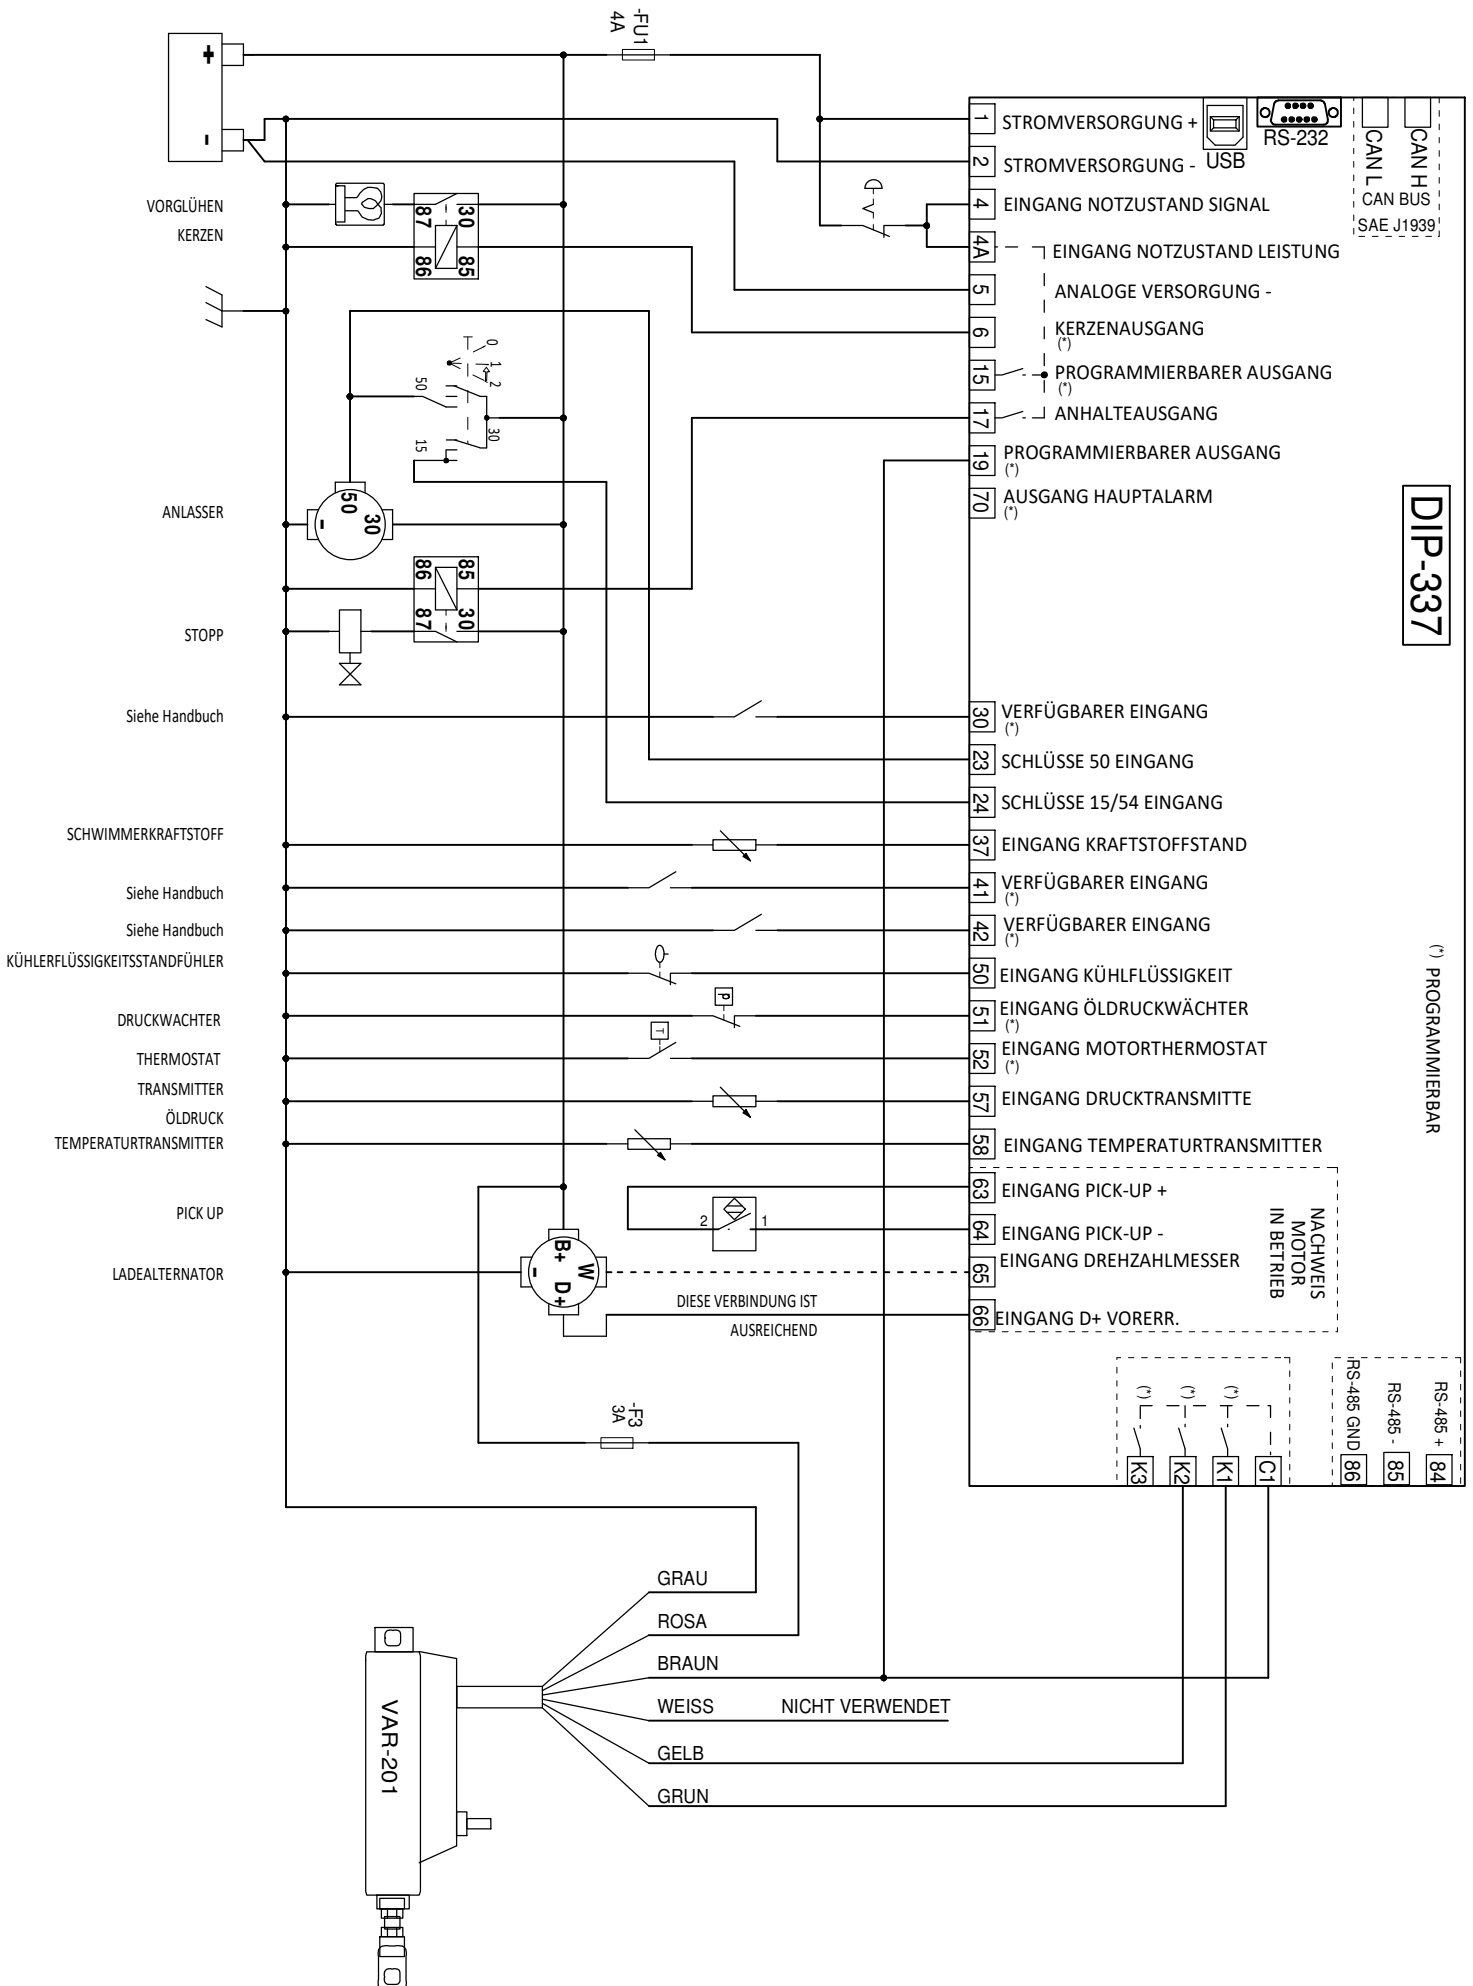 -FU1
4A
+
-
VORGLÜHEN
KERZEN
87
30
86
85
50
0
1
2
30
15
ANLASSER
-
50
30
86
85
87
30
STOPP
Siehe Handbuch
SCHWIMMERKRAFTSTOFF
Siehe Handbuch
Siehe Handbuch
KÜHLERFLÜSSIGKEITSSTANDFÜHLER
DRUCKWACHTER
P
THERMOSTAT
T
TRANSMITTER
ÖLDRUCK
TEMPERATURTRANSMITTER
PICK UP
2
1
LADEALTERNATOR
B+
W
-
D+
DIESE VERBINDUNG IST
AUSREICHEND
-F3
3A
1 STROMVERSORGUNG +
2 STROMVERSORGUNG -
4 EINGANG NOTZUSTAND SIGNAL
4A EINGANG NOTZUSTAND LEISTUNG
5 ANALOGE VERSORGUNG -
6 KERZENAUSGANG
(*)
15 PROGRAMMIERBARER AUSGANG
(*)
17 ANHALTEAUSGANG
19 PROGRAMMIERBARER AUSGANG
(*)
70 AUSGANG HAUPTALARM
(*)
30 VERFÜGBARER EINGANG
(*)
23 SCHLÜSSE 50 EINGANG
24 SCHLÜSSE 15/54 EINGANG
37 EINGANG KRAFTSTOFFSTAND
41 VERFÜGBARER EINGANG
(*)
42 VERFÜGBARER EINGANG
(*)
50 EINGANG KÜHLFLÜSSIGKEIT
51 EINGANG ÖLDRUCKWÄCHTER
(*)
52 EINGANG MOTORTHERMOSTAT
(*)
57 EINGANG DRUCKTRANSMITTE
58 EINGANG TEMPERATURTRANSMITTER
63 EINGANG PICK-UP +
64 EINGANG PICK-UP -
65 EINGANG DREHZAHLMESSER
66 EINGANG D+ VORERR.
USB
RS-232
CAN L
CAN H
CAN BUS
SAE J1939
DIP-337
(*) PROGRAMMIERBAR
NACHWEIS
MOTOR
IN BETRIEB
(*)
(*)
(*)
K3
K2
K1
C1
RS-485 GND
RS-485 -
RS-485 +
86
85
84
GRAU
ROSA
BRAUN
WEISS NICHT VERWENDET
GELB
GRUN
VAR-201